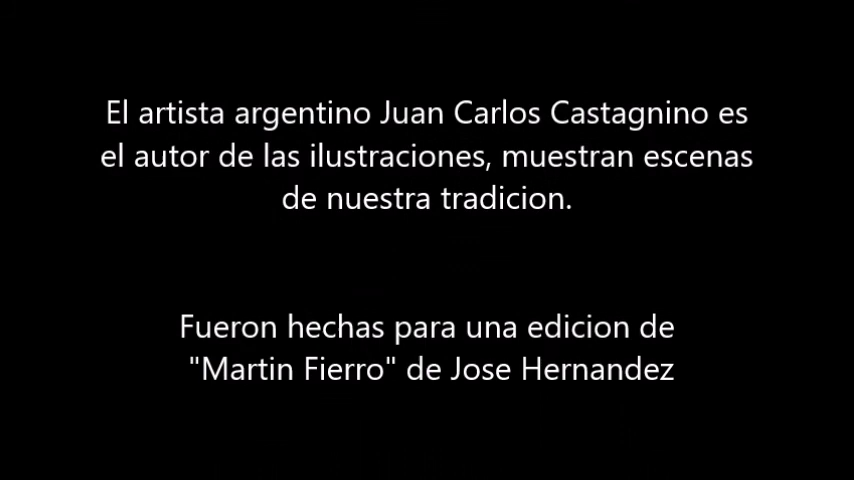 El artista argentino Juan Carlos Castagnino es
el autor de las ilustraciones, muestran escenas
de nuestra tradicion.
Fueron hechas para una edicion de
"Martin Fierro" de Jose Hernandez